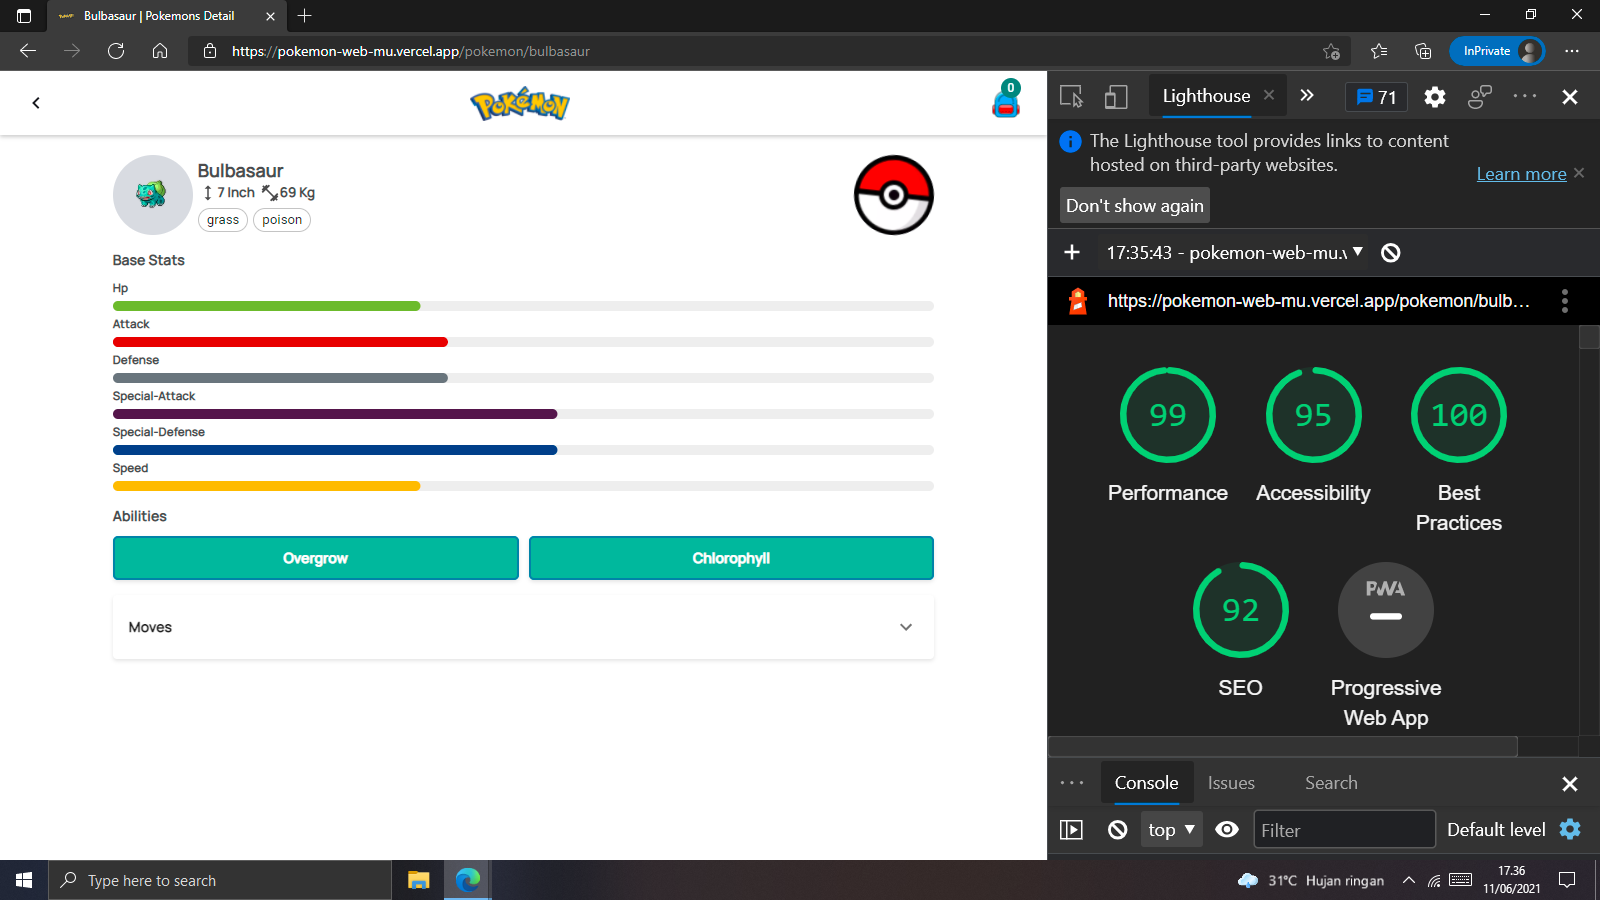 Bulbasaur | Pokemons Detail
https://pokemon-web-mu.vercel.app/pokemon/bulbasaur
InPrivate
POKéMON
0
Bulbasaur
7 Inch 69 Kg
grass poison
Base Stats
Hp
Attack
Defense
Special-Attack
Special-Defense
Speed
Abilities
Overgrow Chlorophyll
Moves
Lighthouse
71
The Lighthouse tool provides links to content
hosted on third-party websites.
Learn more
Don't show again
17:35:43 - pokemon-web-mu.v
https://pokemon-web-mu.vercel.app/pokemon/bulb...
99 95 100
Performance Accessibility Best
Practices
92 PWA
SEO Progressive
Web App
Console Issues Search
top Filter Default level
Type here to search
31°C Hujan ringan
17.36
11/06/2021